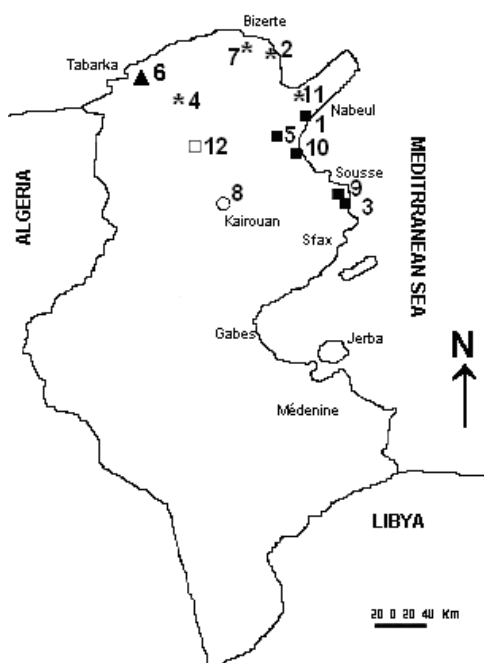 Bizerte
7* *2
Tabarka
▲ 6
* 4
* 11
Nabeul
1
■ 5
10
□ 12
Sousse
9
3
○ 8
Kairouan
Sfax
ALGERIA
MEDITRRANEAN SEA
Gabes
Jerba
N
Médenine
LIBYA
20 0 20 40 Km